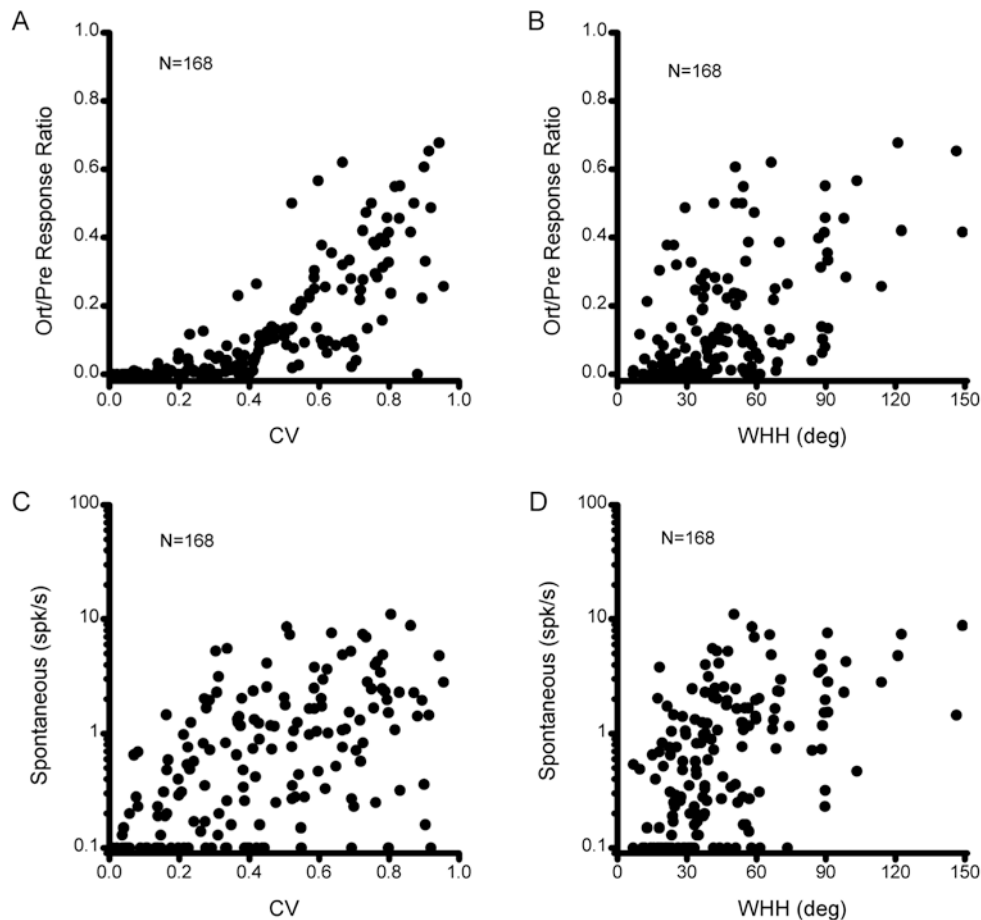 A
B
1.0
0.8
0.6
0.4
0.2
0.0
Ort/Pre Response Ratio
N=168
0.0 0.2 0.4 0.6 0.8 1.0
CV
1.0
0.8
0.6
0.4
0.2
0.0
Ort/Pre Response Ratio
N=168
0 30 60 90 120 150
WHH (deg)
C
D
100
10
1
0.1
Spontaneous (spk/s)
N=168
0.0 0.2 0.4 0.6 0.8 1.0
CV
100
10
1
0.1
Spontaneous (spk/s)
N=168
0 30 60 90 120 150
WHH (deg)